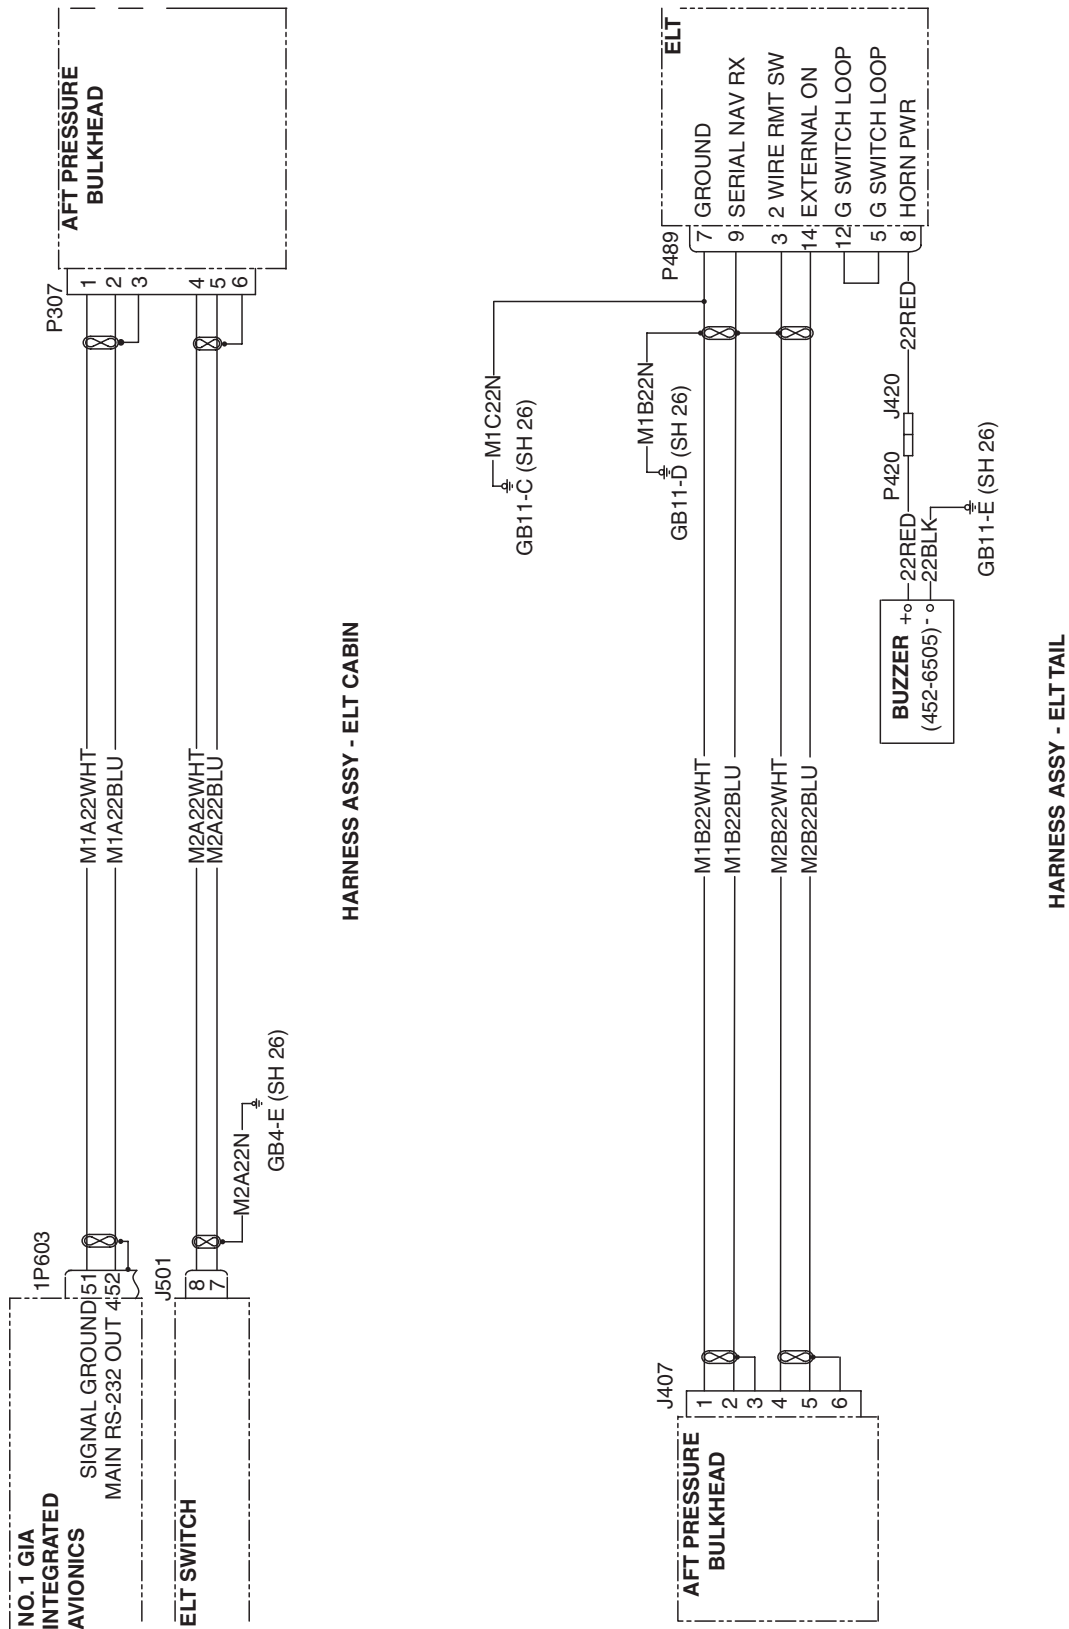 NO. 1 GIA
INTEGRATED
AVIONICS
SIGNAL GROUND
MAIN RS-232 OUT 4
1P603
51
52
ELT SWITCH
J501
8
7
M2A22N
GB4-E (SH 26)
M1A22WHT
M1A22BLU
M2A22WHT
M2A22BLU
P307
1
2
3
4
5
6
AFT PRESSURE
BULKHEAD
HARNESS ASSY - ELT CABIN
AFT PRESSURE
BULKHEAD
J407
1
2
3
4
5
6
M1B22WHT
M1B22BLU
M2B22WHT
M2B22BLU
M1C22N
GB11-C (SH 26)
M1B22N
GB11-D (SH 26)
BUZZER
(452-6505)
+
-
22RED
22BLK
GB11-E (SH 26)
P420
J420
22RED
P489
ELT
7 GROUND
9 SERIAL NAV RX
3 2 WIRE RMT SW
14 EXTERNAL ON
12 G SWITCH LOOP
5 G SWITCH LOOP
8 HORN PWR
HARNESS ASSY - ELT TAIL